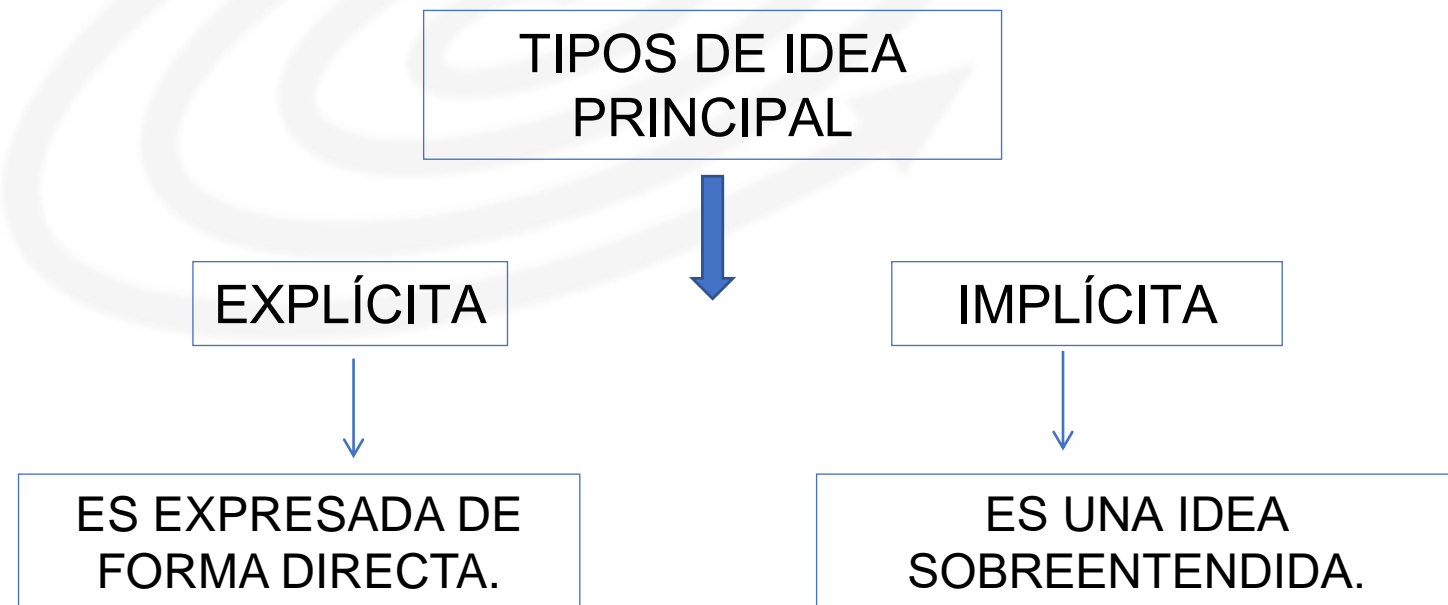 TIPOS DE IDEA
PRINCIPAL
EXPLÍCITA
IMPLÍCITA
ES EXPRESADA DE
FORMA DIRECTA.
ES UNA IDEA
SOBREENTENDIDA.